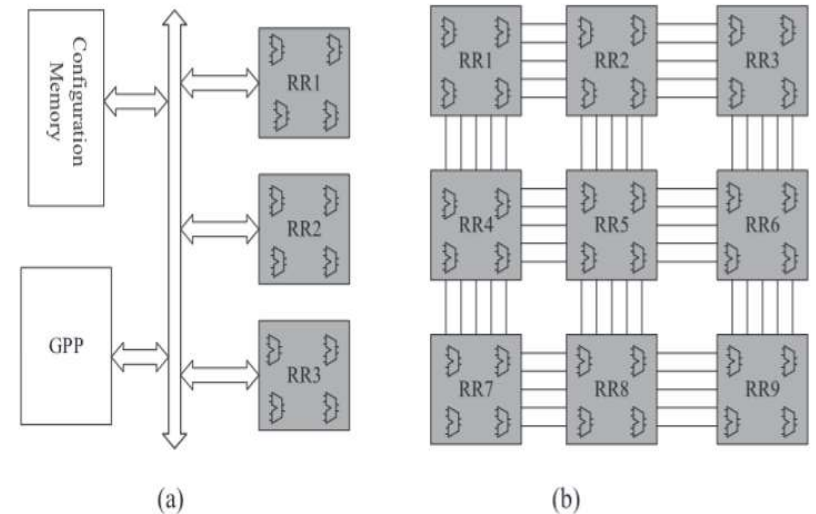 Configuration
Memory
GPP
RR1
RR2
RR3
(a)
RR1
RR2
RR3
RR4
RR5
RR6
RR7
RR8
RR9
(b)